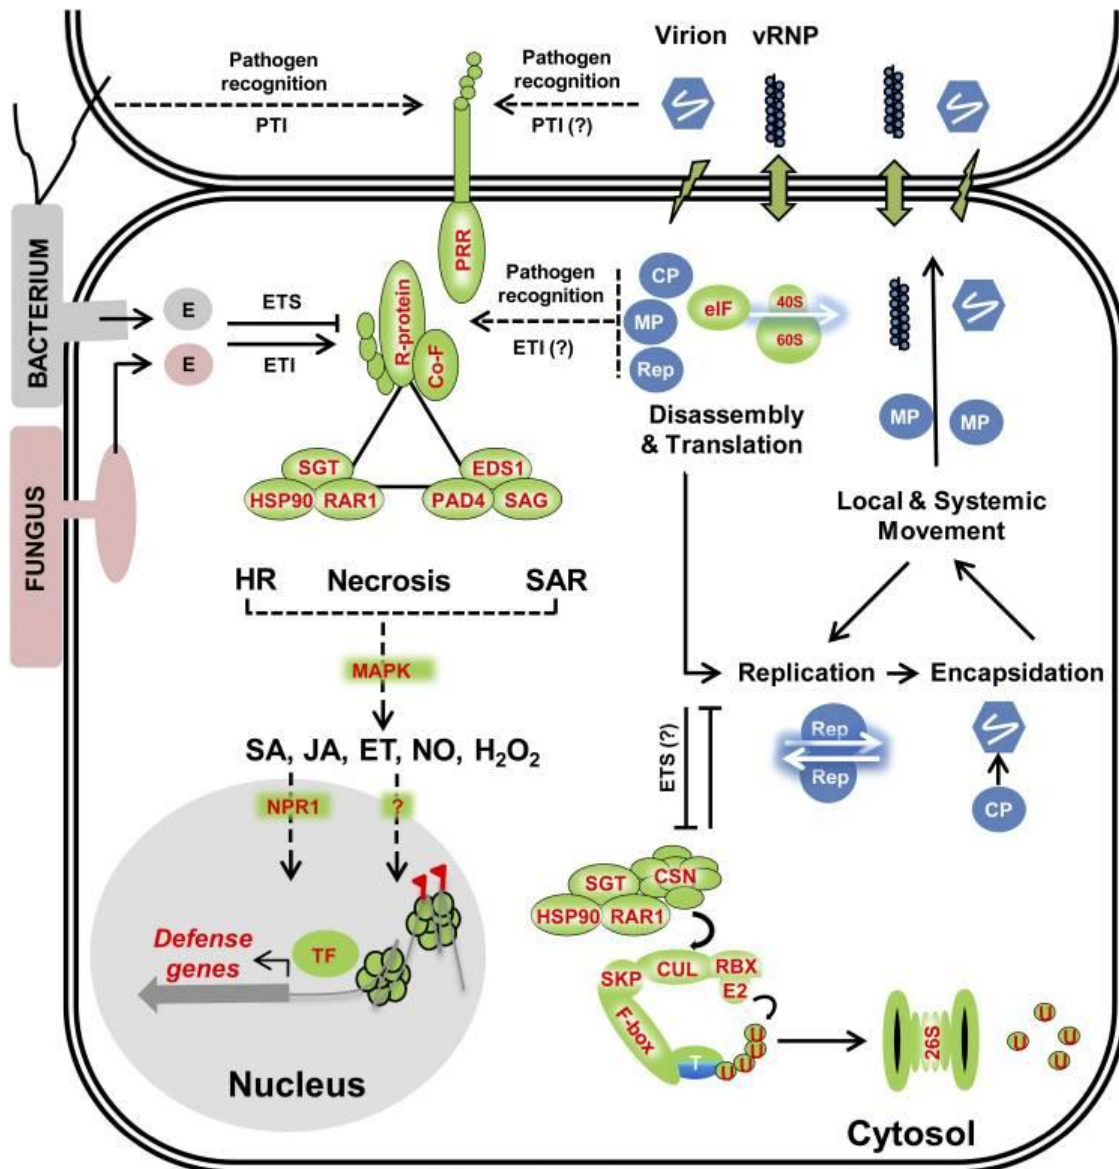 Virion
vRNP
Pathogen
recognition
PTI
Pathogen
recognition
PTI (?)
BACTERIUM
PRR
E
E
ETS
ETI
R-protein
Co-F
Pathogen
recognition
ETI (?)
CP
MP
Rep
eIF
40S
60S
Disassembly
& Translation
MP
MP
Local & Systemic
Movement
FUNGUS
SGT
HSP90
RAR1
EDS1
PAD4
SAG
HR
Necrosis
SAR
MAPK
SA, JA, ET, NO, H₂O₂
NPR1
?
Replication
Encapsidation
Rep
Rep
CP
ETS (?)
Defense
genes
TF
Nucleus
SGT
CSN
HSP90
RAR1
SKP
CUL
RBX
E2
F-box
T
U
U
U
U
26S
U
U
U
U
Cytosol